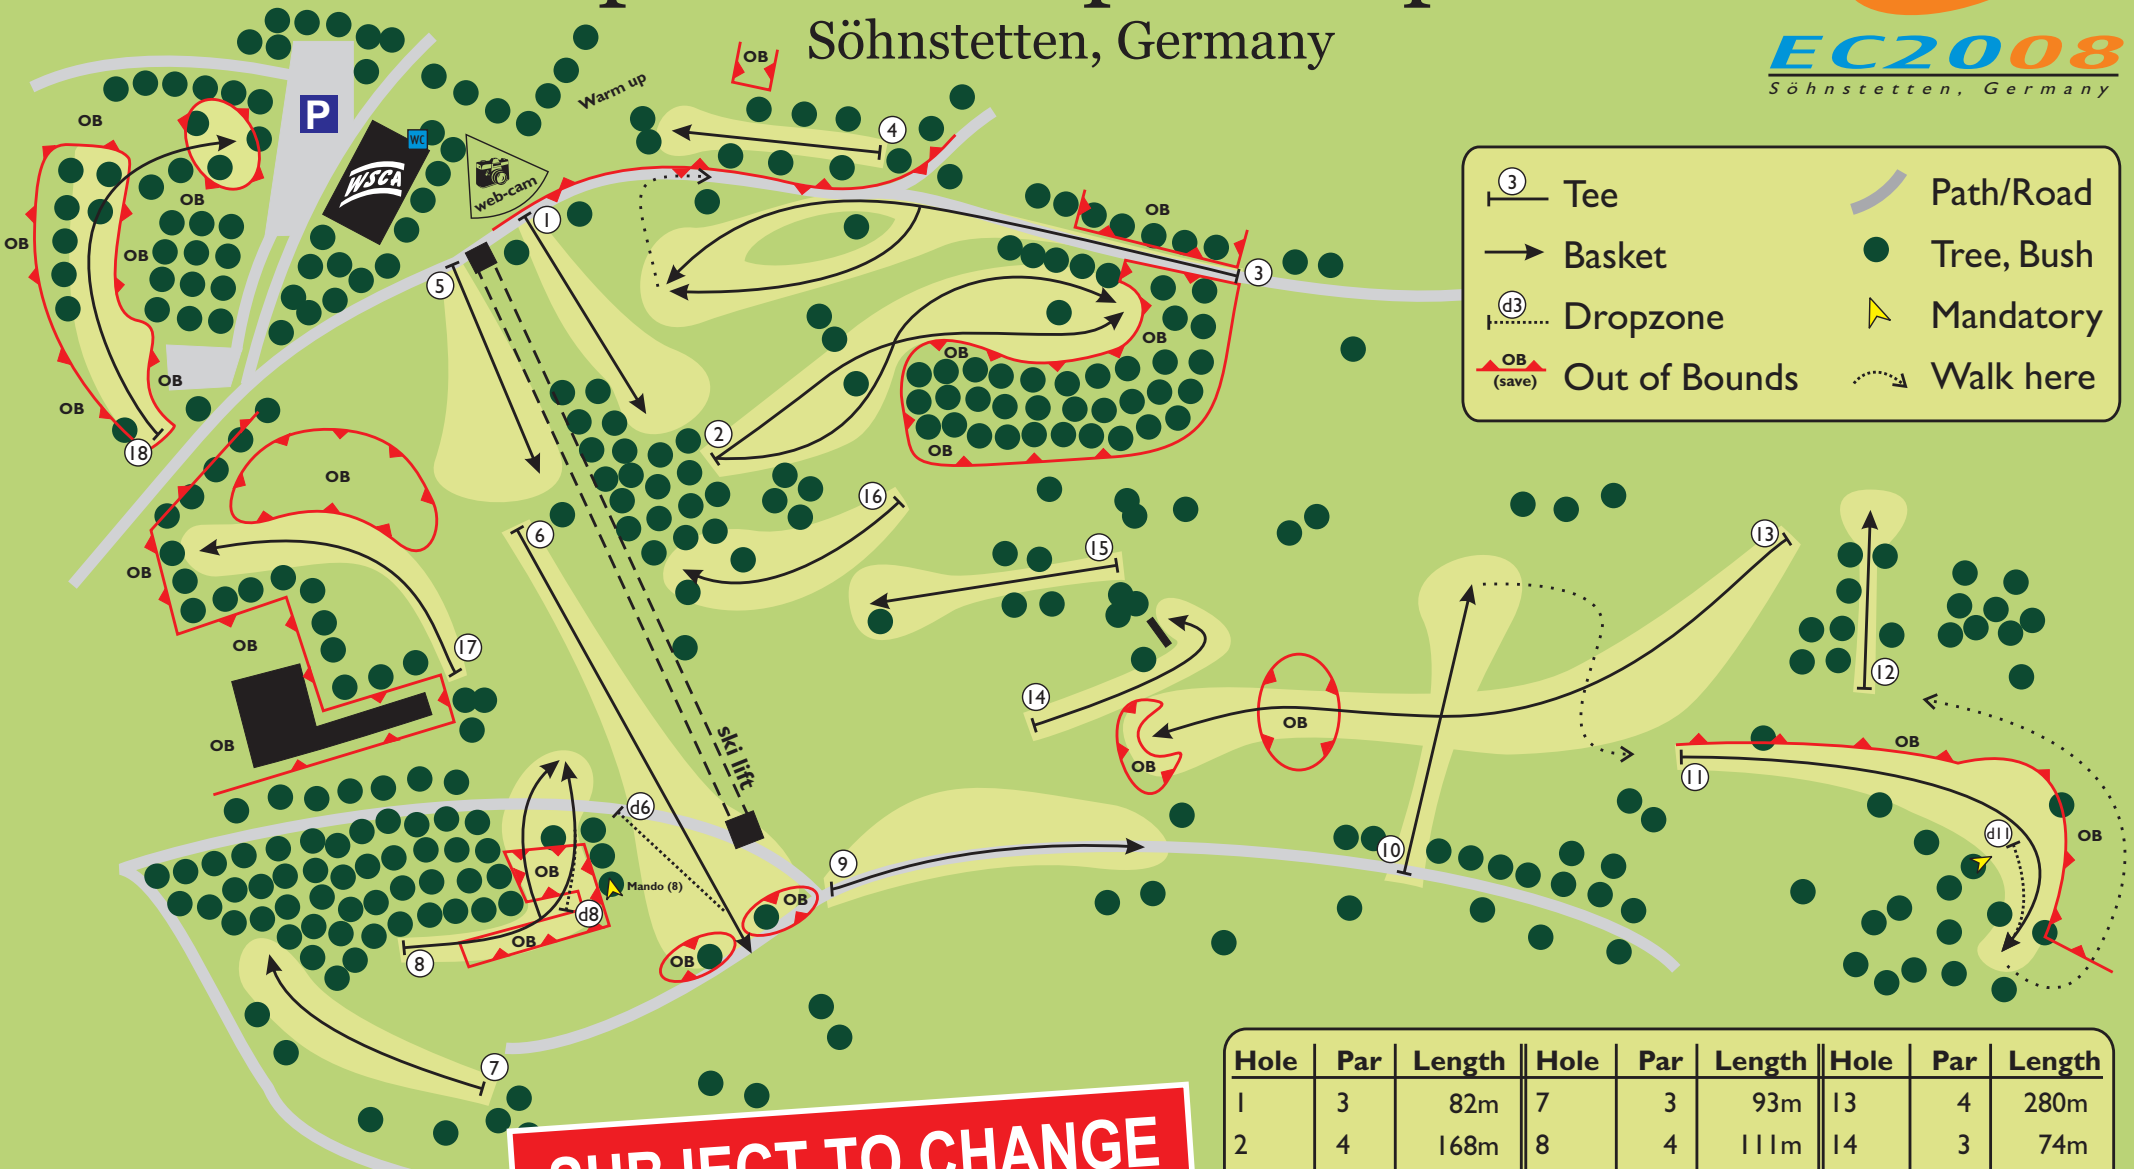 Söhnstetten, Germany
EC2008
Söhnstetten, Germany
OB
Warm up
P
WC
WSCA
web-cam
4
OB
OB
OB
OB
OB
1
3
5
OB
OB
OB
OB
OB
18
2
OB
OB
16
6
13
15
OB
17
OB
12
14
ski lift
OB
OB
OB
11
OB
d6
d11
OB
9
10
OB
Mando (8)
OB
d8
OB
8
OB
7
3 Tee
Path/Road
Basket
Tree, Bush
d3 Dropzone
Mandatory
OB
(save)
Out of Bounds
Walk here
Hole Par Length Hole Par Length Hole Par Length
1 3 82m 7 3 93m 13 4 280m
2 4 168m 8 4 111m 14 3 74m
SUBJECT TO CHANGE